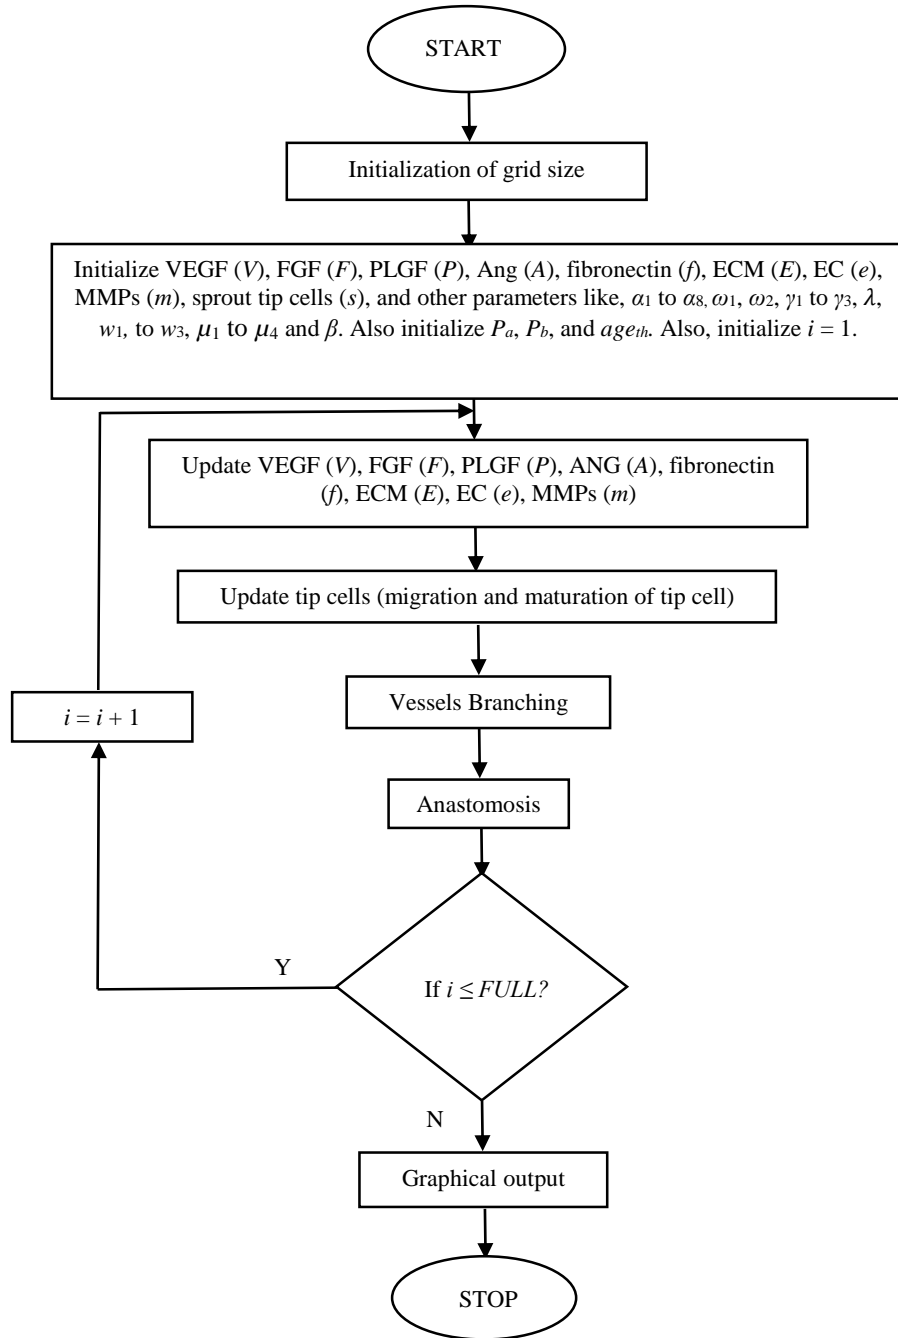 START
Initialization of grid size
Initialize VEGF (V), FGF (F), PLGF (P), Ang (A), fibronectin (f), ECM (E), EC (e),
MMPs (m), sprout tip cells (s), and other parameters like, α1 to α8, ω1, ω2, γ1 to γ3, λ,
w1, to w3, μ1 to μ4 and β. Also initialize Pa, Pb, and ageth. Also, initialize i = 1.
Update VEGF (V), FGF (F), PLGF (P), ANG (A), fibronectin
(f), ECM (E), EC (e), MMPs (m)
Update tip cells (migration and maturation of tip cell)
Vessels Branching
i = i + 1
Anastomosis
Y
If i ≤ FULL?
N
Graphical output
STOP